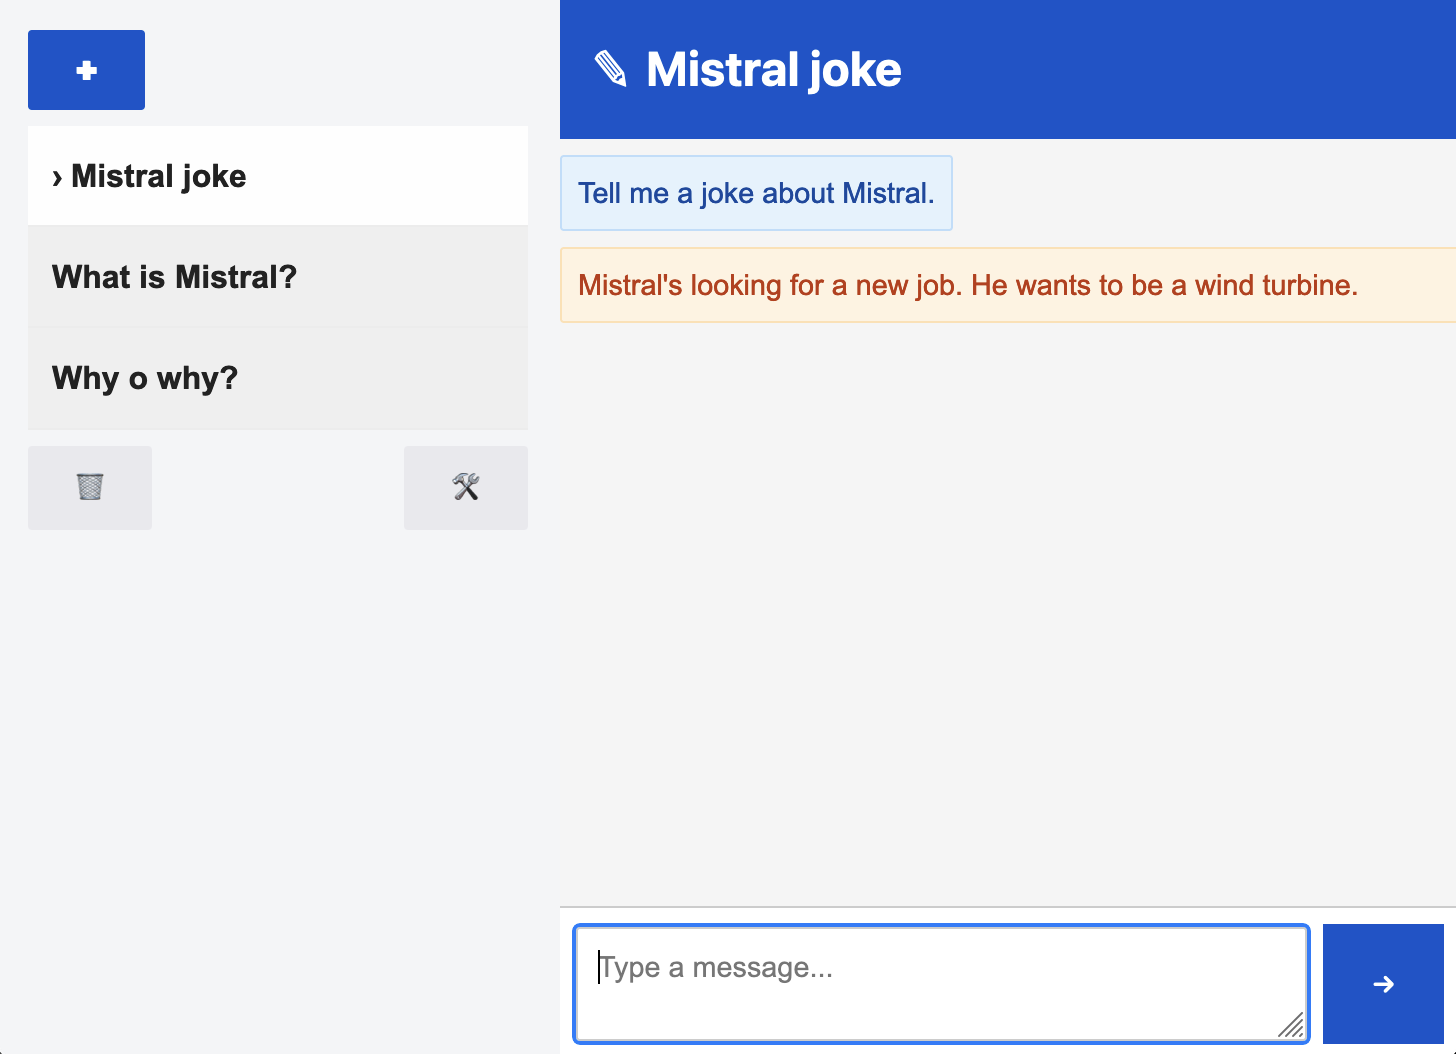 › Mistral joke
What is Mistral?
Why o why?
Mistral joke
Tell me a joke about Mistral.
Mistral's looking for a new job. He wants to be a wind turbine.
Type a message...